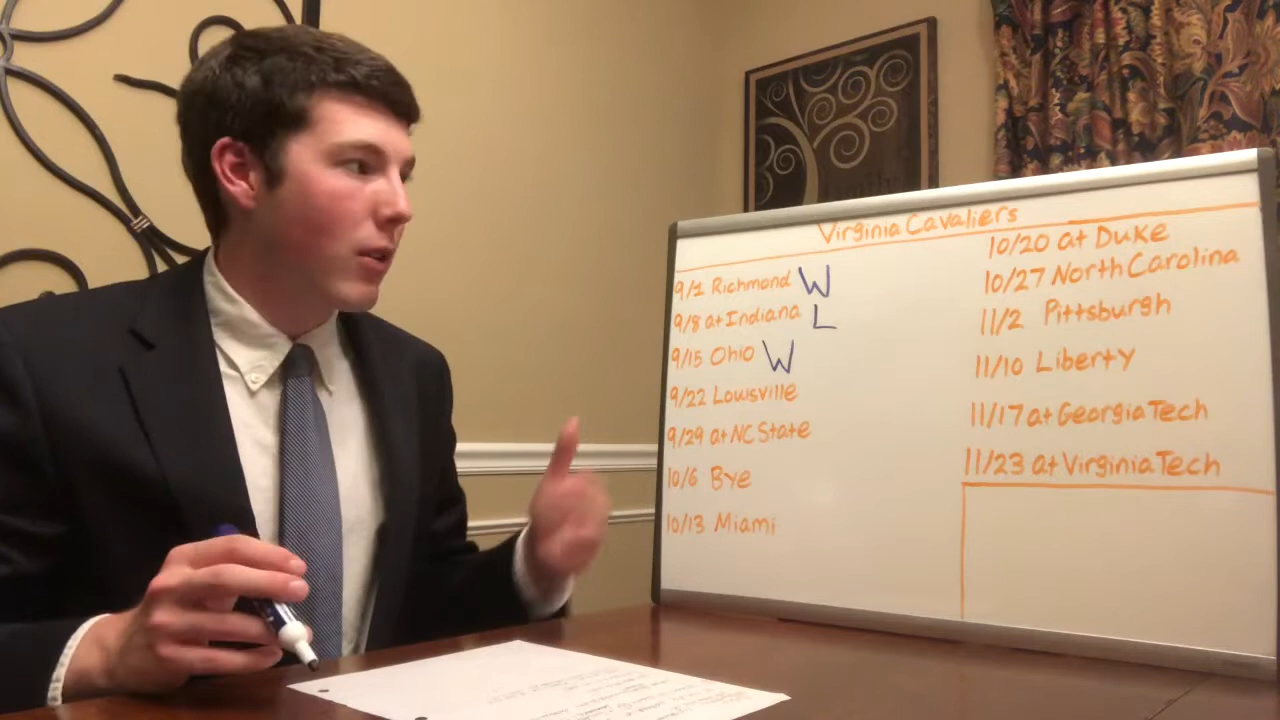 family
Virginia Cavaliers
9/1 Richmond W
9/8 at Indiana L
9/15 Ohio W
9/22 Lowsville
9/29 at NC State
10/6 Bye
10/13 Miami
10/20 at Duke
10/27 North Carolina
11/2 Pittsburgh
11/10 Liberty
11/17 at Georgia Tech
11/23 at Virginia Tech